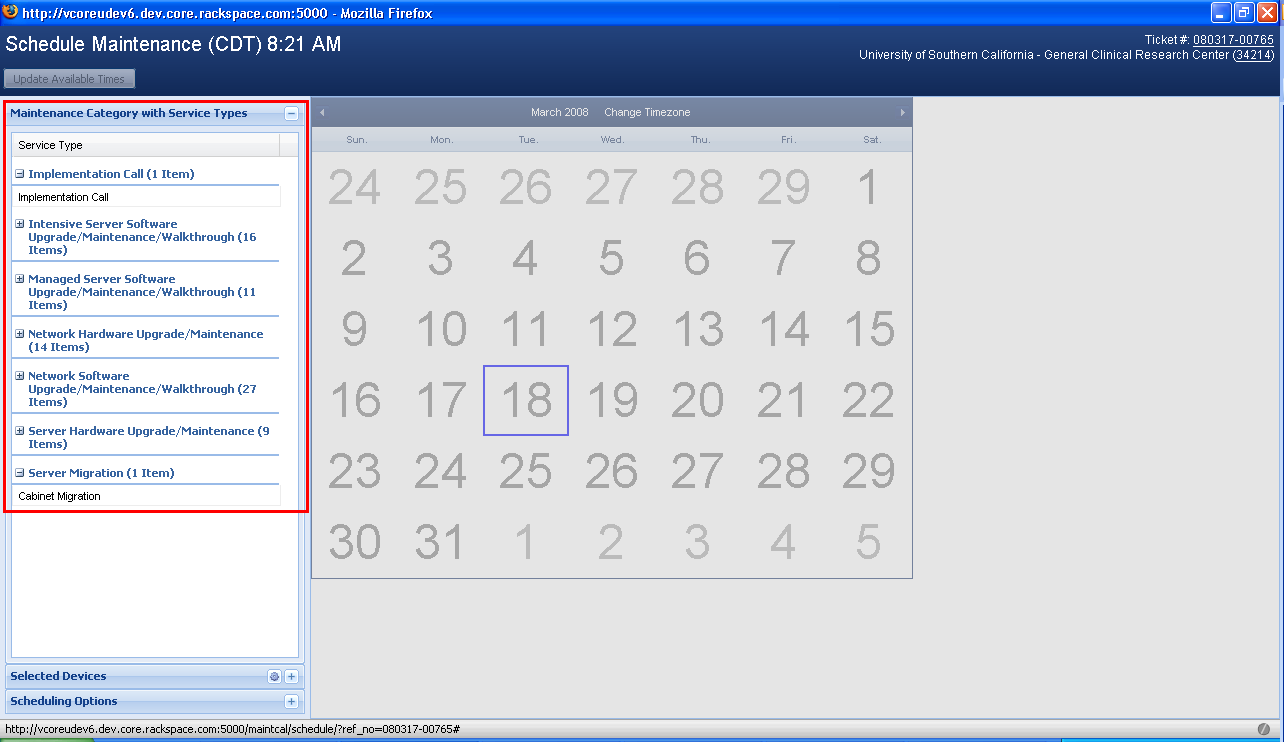 http://vcoreudev6.dev.core.rackspace.com:5000 - Mozilla Firefox
Schedule Maintenance (CDT) 8:21 AM
Ticket #: 080317-00765
University of Southern California - General Clinical Research Center (34214)
Update Available Times
Maintenance Category with Service Types
Service Type
Implementation Call (1 Item)
Implementation Call
Intensive Server Software
Upgrade/Maintenance/Walkthrough (16
Items)
Managed Server Software
Upgrade/Maintenance/Walkthrough (11
Items)
Network Hardware Upgrade/Maintenance
(14 Items)
Network Software
Upgrade/Maintenance/Walkthrough (27
Items)
Server Hardware Upgrade/Maintenance (9
Items)
Server Migration (1 Item)
Cabinet Migration
Selected Devices
Scheduling Options
March 2008 Change Timezone
Sun. Mon. Tue. Wed. Thu. Fri. Sat.
24 25 26 27 28 29 1
2 3 4 5 6 7 8
9 10 11 12 13 14 15
16 17 18 19 20 21 22
23 24 25 26 27 28 29
30 31 1 2 3 4 5
http://vcoreudev6.dev.core.rackspace.com:5000/maintcal/schedule/?ref_no=080317-00765#